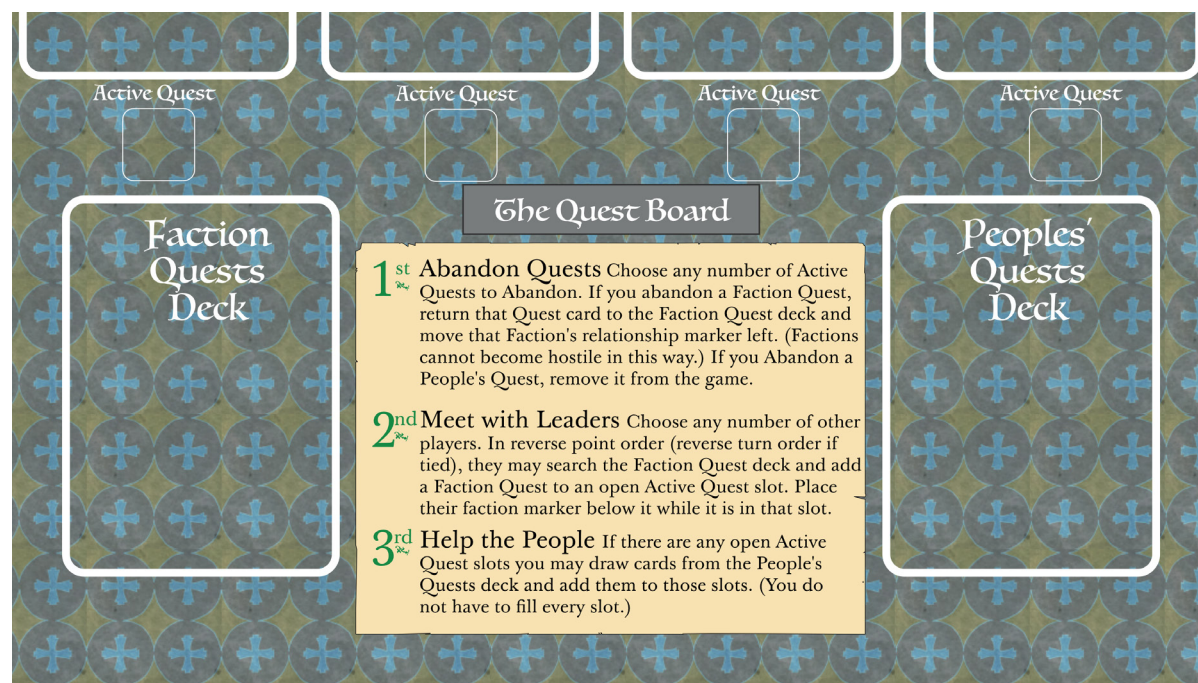 Active Quest
Active Quest
Active Quest
Active Quest
The Quest Board
Faction
Quests
Deck
1st Abandon Quests Choose any number of Active
Quests to Abandon. If you abandon a Faction Quest,
return that Quest card to the Faction Quest deck and
move that Faction's relationship marker left. (Factions
cannot become hostile in this way.) If you Abandon a
People's Quest, remove it from the game.
2nd Meet with Leaders Choose any number of other
players. In reverse point order (reverse turn order if
tied), they may search the Faction Quest deck and add
a Faction Quest to an open Active Quest slot. Place
their faction marker below it while it is in that slot.
3rd Help the People If there are any open Active
Quest slots you may draw cards from the People's
Quests deck and add them to those slots. (You do
not have to fill every slot.)
Peoples'
Quests
Deck